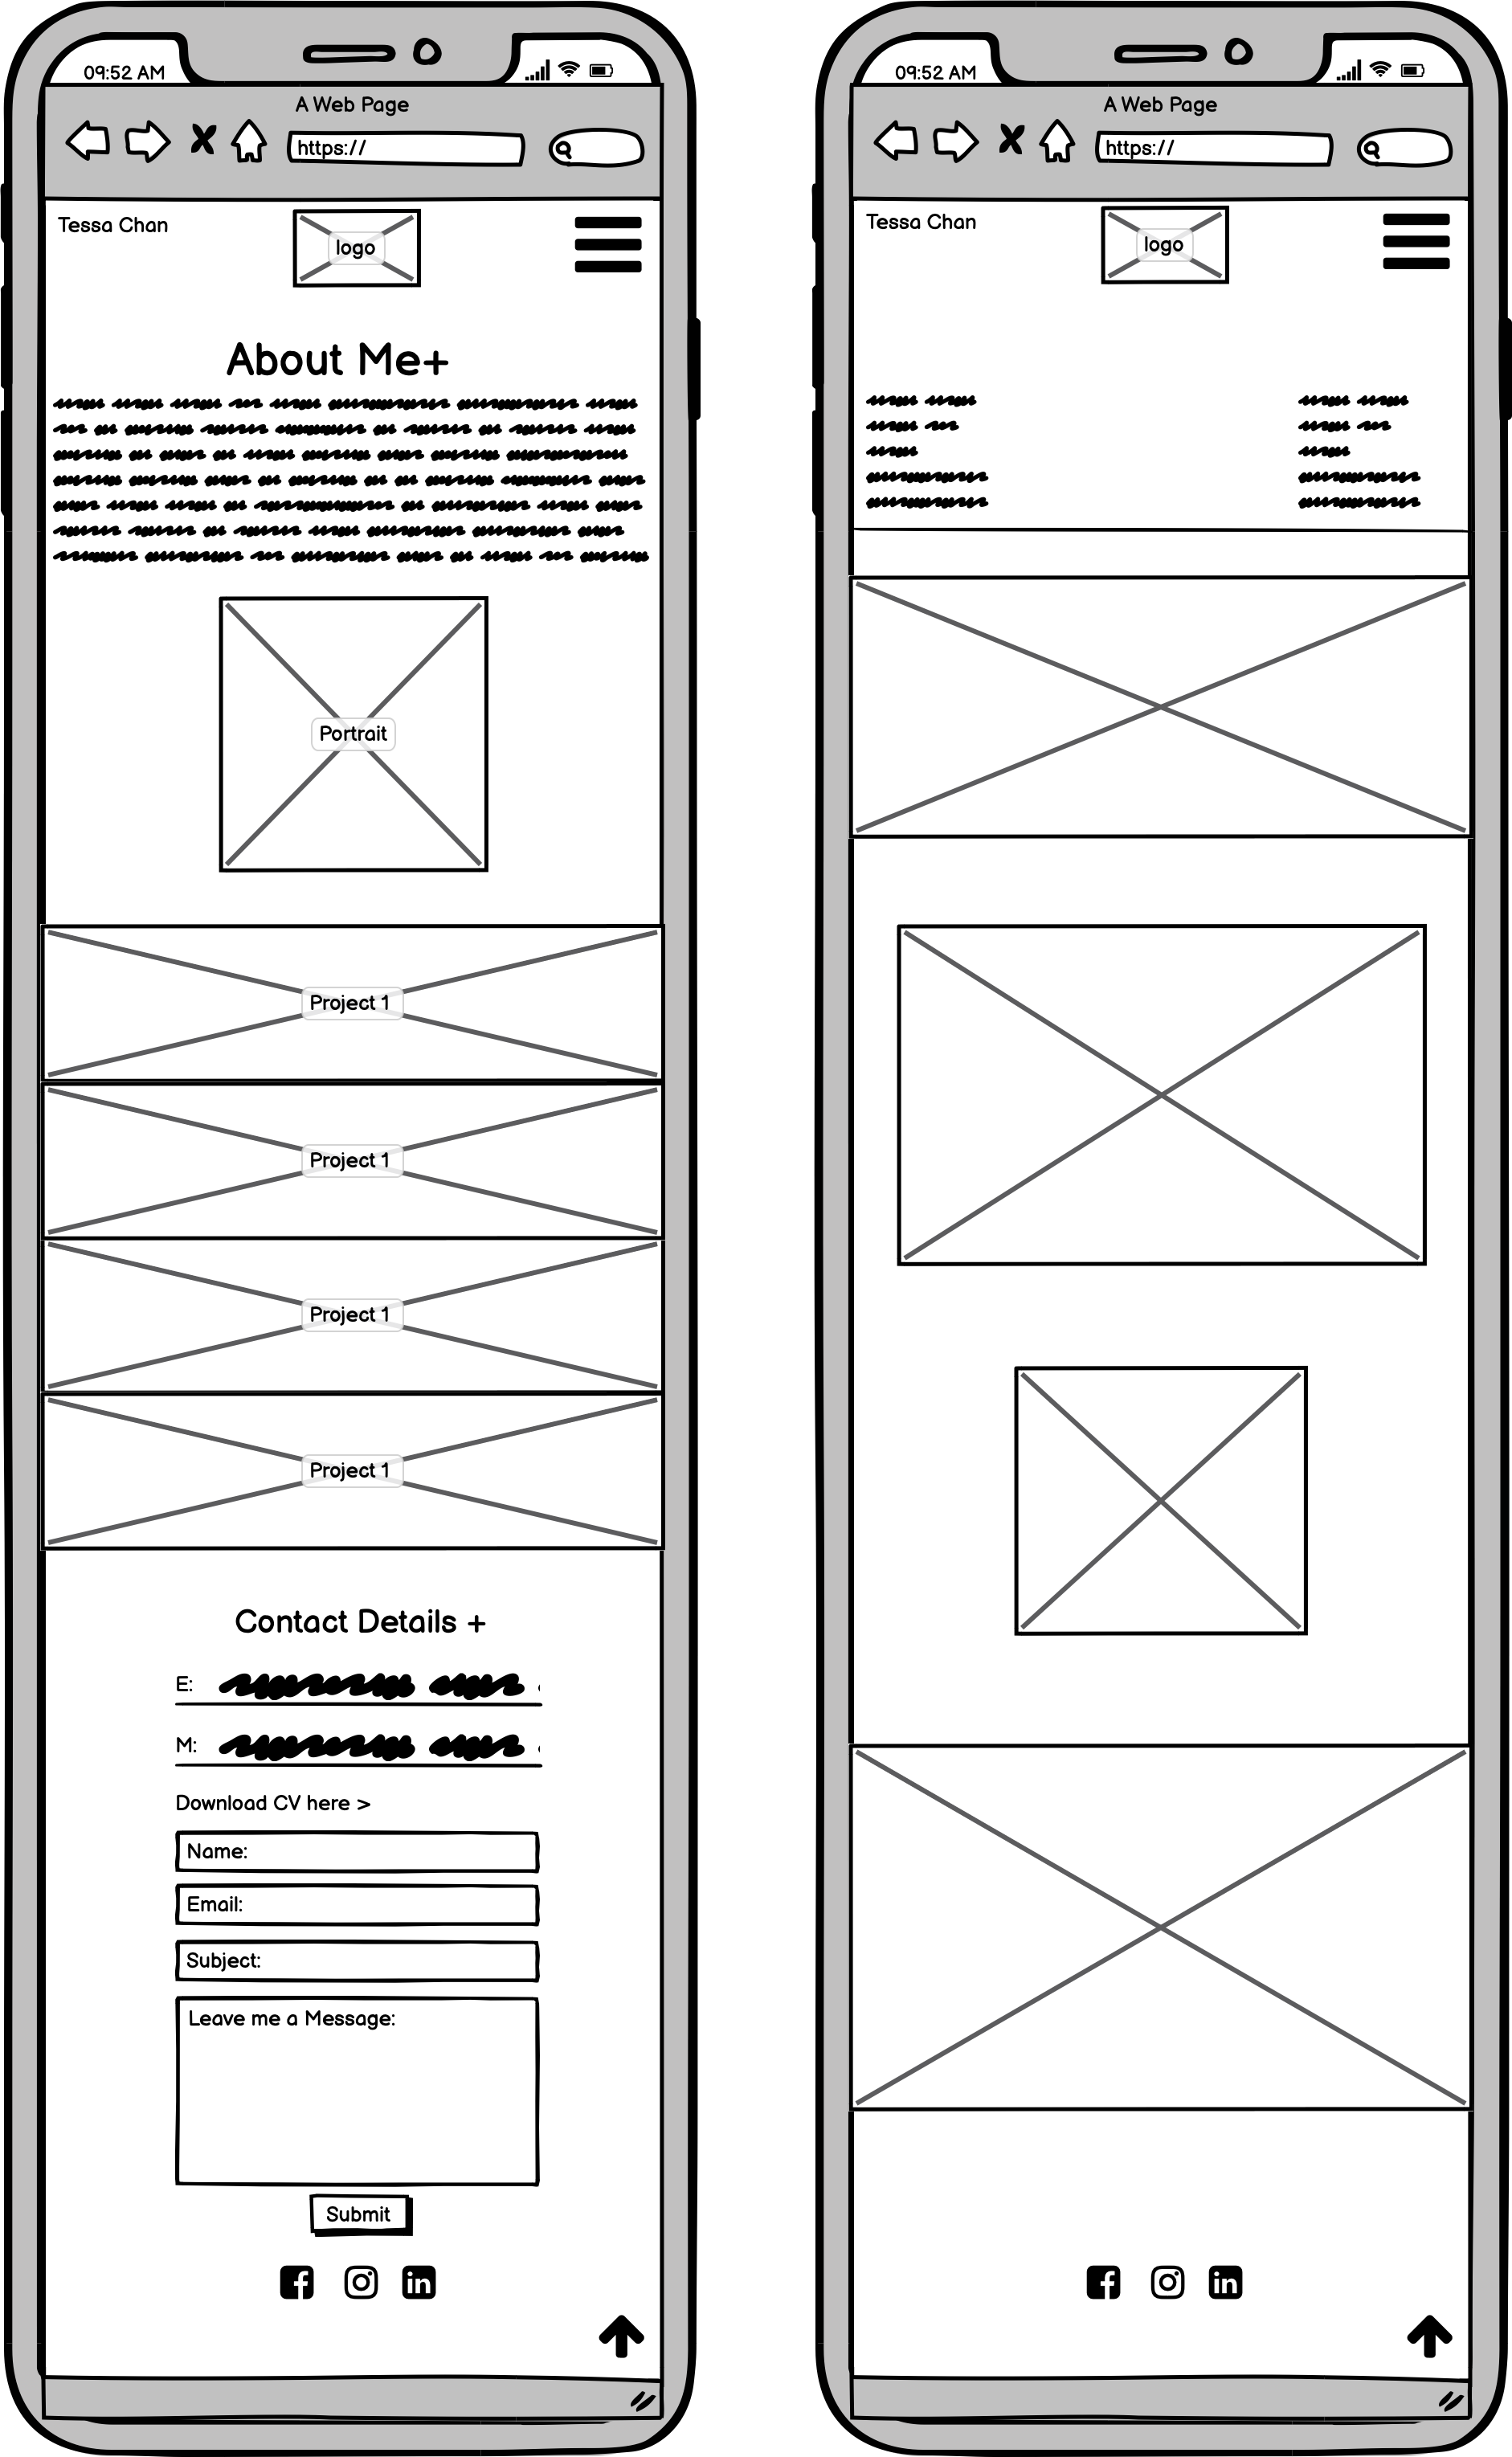 09:52 AM
A Web Page
https://
Tessa Chan
logo
About Me+
Portrait
Project 1
Project 1
Project 1
Project 1
Contact Details +
E:
M:
Download CV here >
Name:
Email:
Subject:
Leave me a Message:
Submit
09:52 AM
A Web Page
https://
Tessa Chan
logo